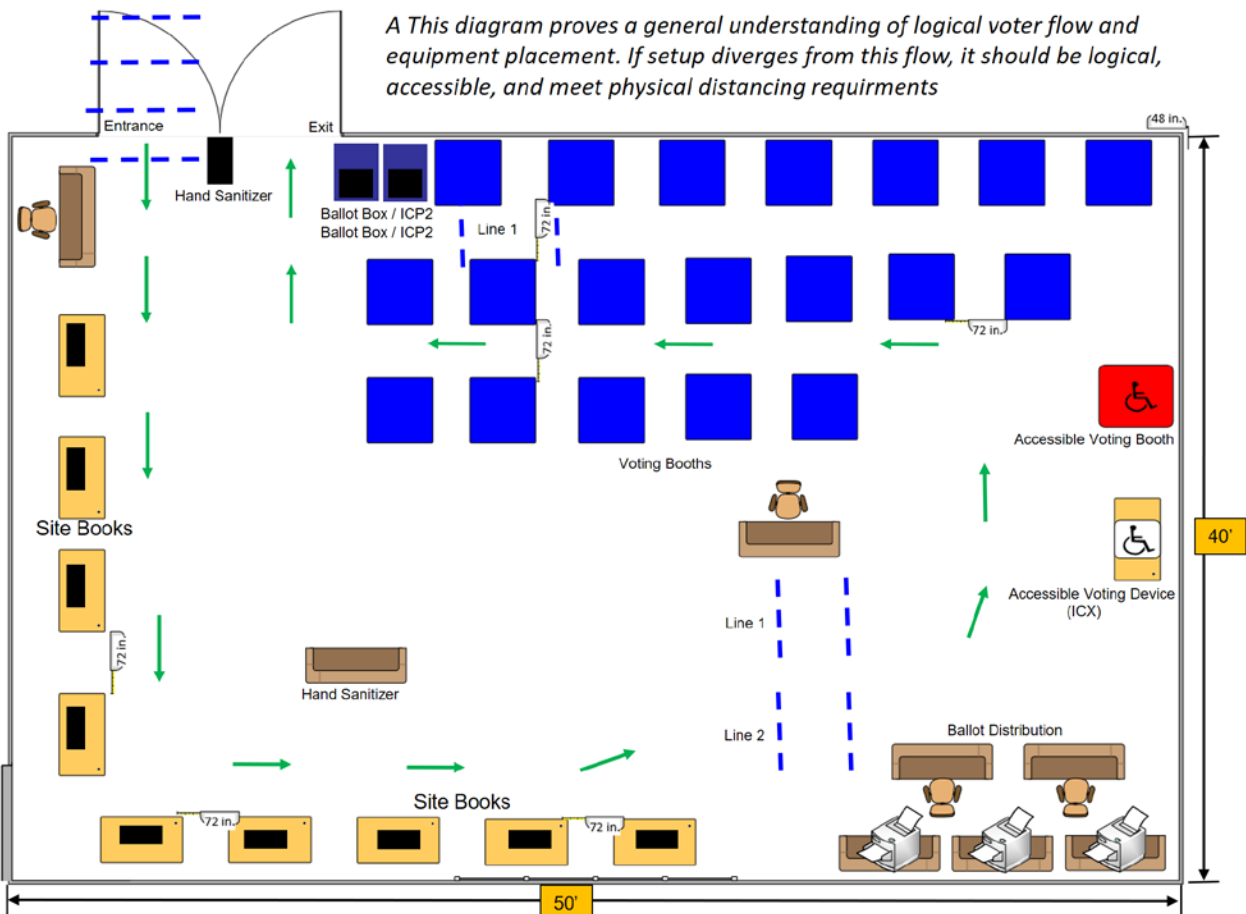 A This diagram proves a general understanding of logical voter flow and
equipment placement. If setup diverges from this flow, it should be logical,
accessible, and meet physical distancing requirments
48 in.
Entrance
Exit
Hand Sanitizer
Ballot Box / ICP2
Ballot Box / ICP2
Line 1
72 in.
72 in.
72 in.
Accessible Voting Booth
Voting Booths
Site Books
40'
Accessible Voting Device
(ICX)
Line 1
72 in.
Hand Sanitizer
Line 2
Ballot Distribution
Site Books
72 in.
72 in.
50'